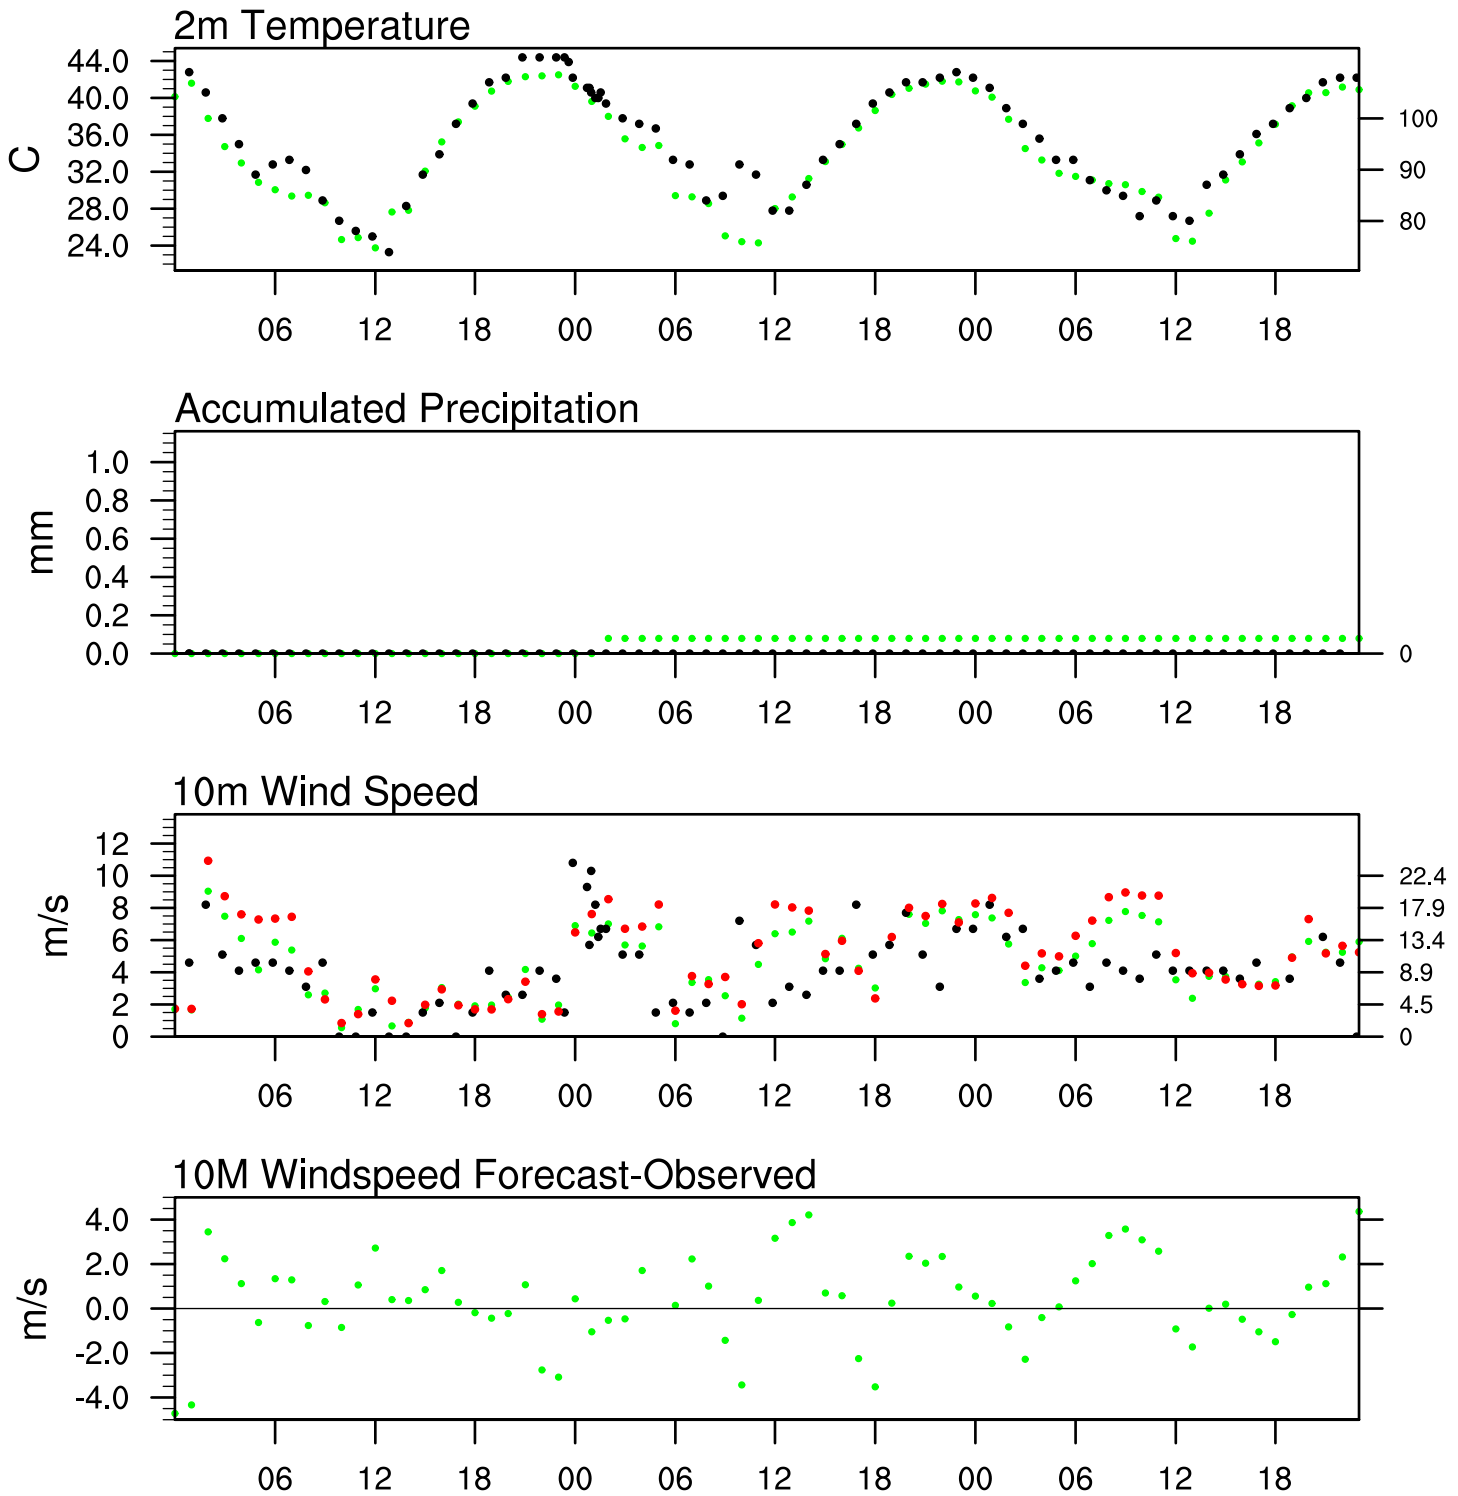 2m Temperature
44.0
40.0
36.0
32.0
28.0
24.0
C
100
90
80
06 12 18 00 06 12 18 00 06 12 18
Accumulated Precipitation
1.0
0.8
0.6
0.4
0.2
0.0
mm
0
06 12 18 00 06 12 18 00 06 12 18
10m Wind Speed
12
10
8
6
4
2
0
m/s
22.4
17.9
13.4
8.9
4.5
0
06 12 18 00 06 12 18 00 06 12 18
10M Windspeed Forecast-Observed
4.0
2.0
0.0
-2.0
-4.0
m/s
06 12 18 00 06 12 18 00 06 12 18